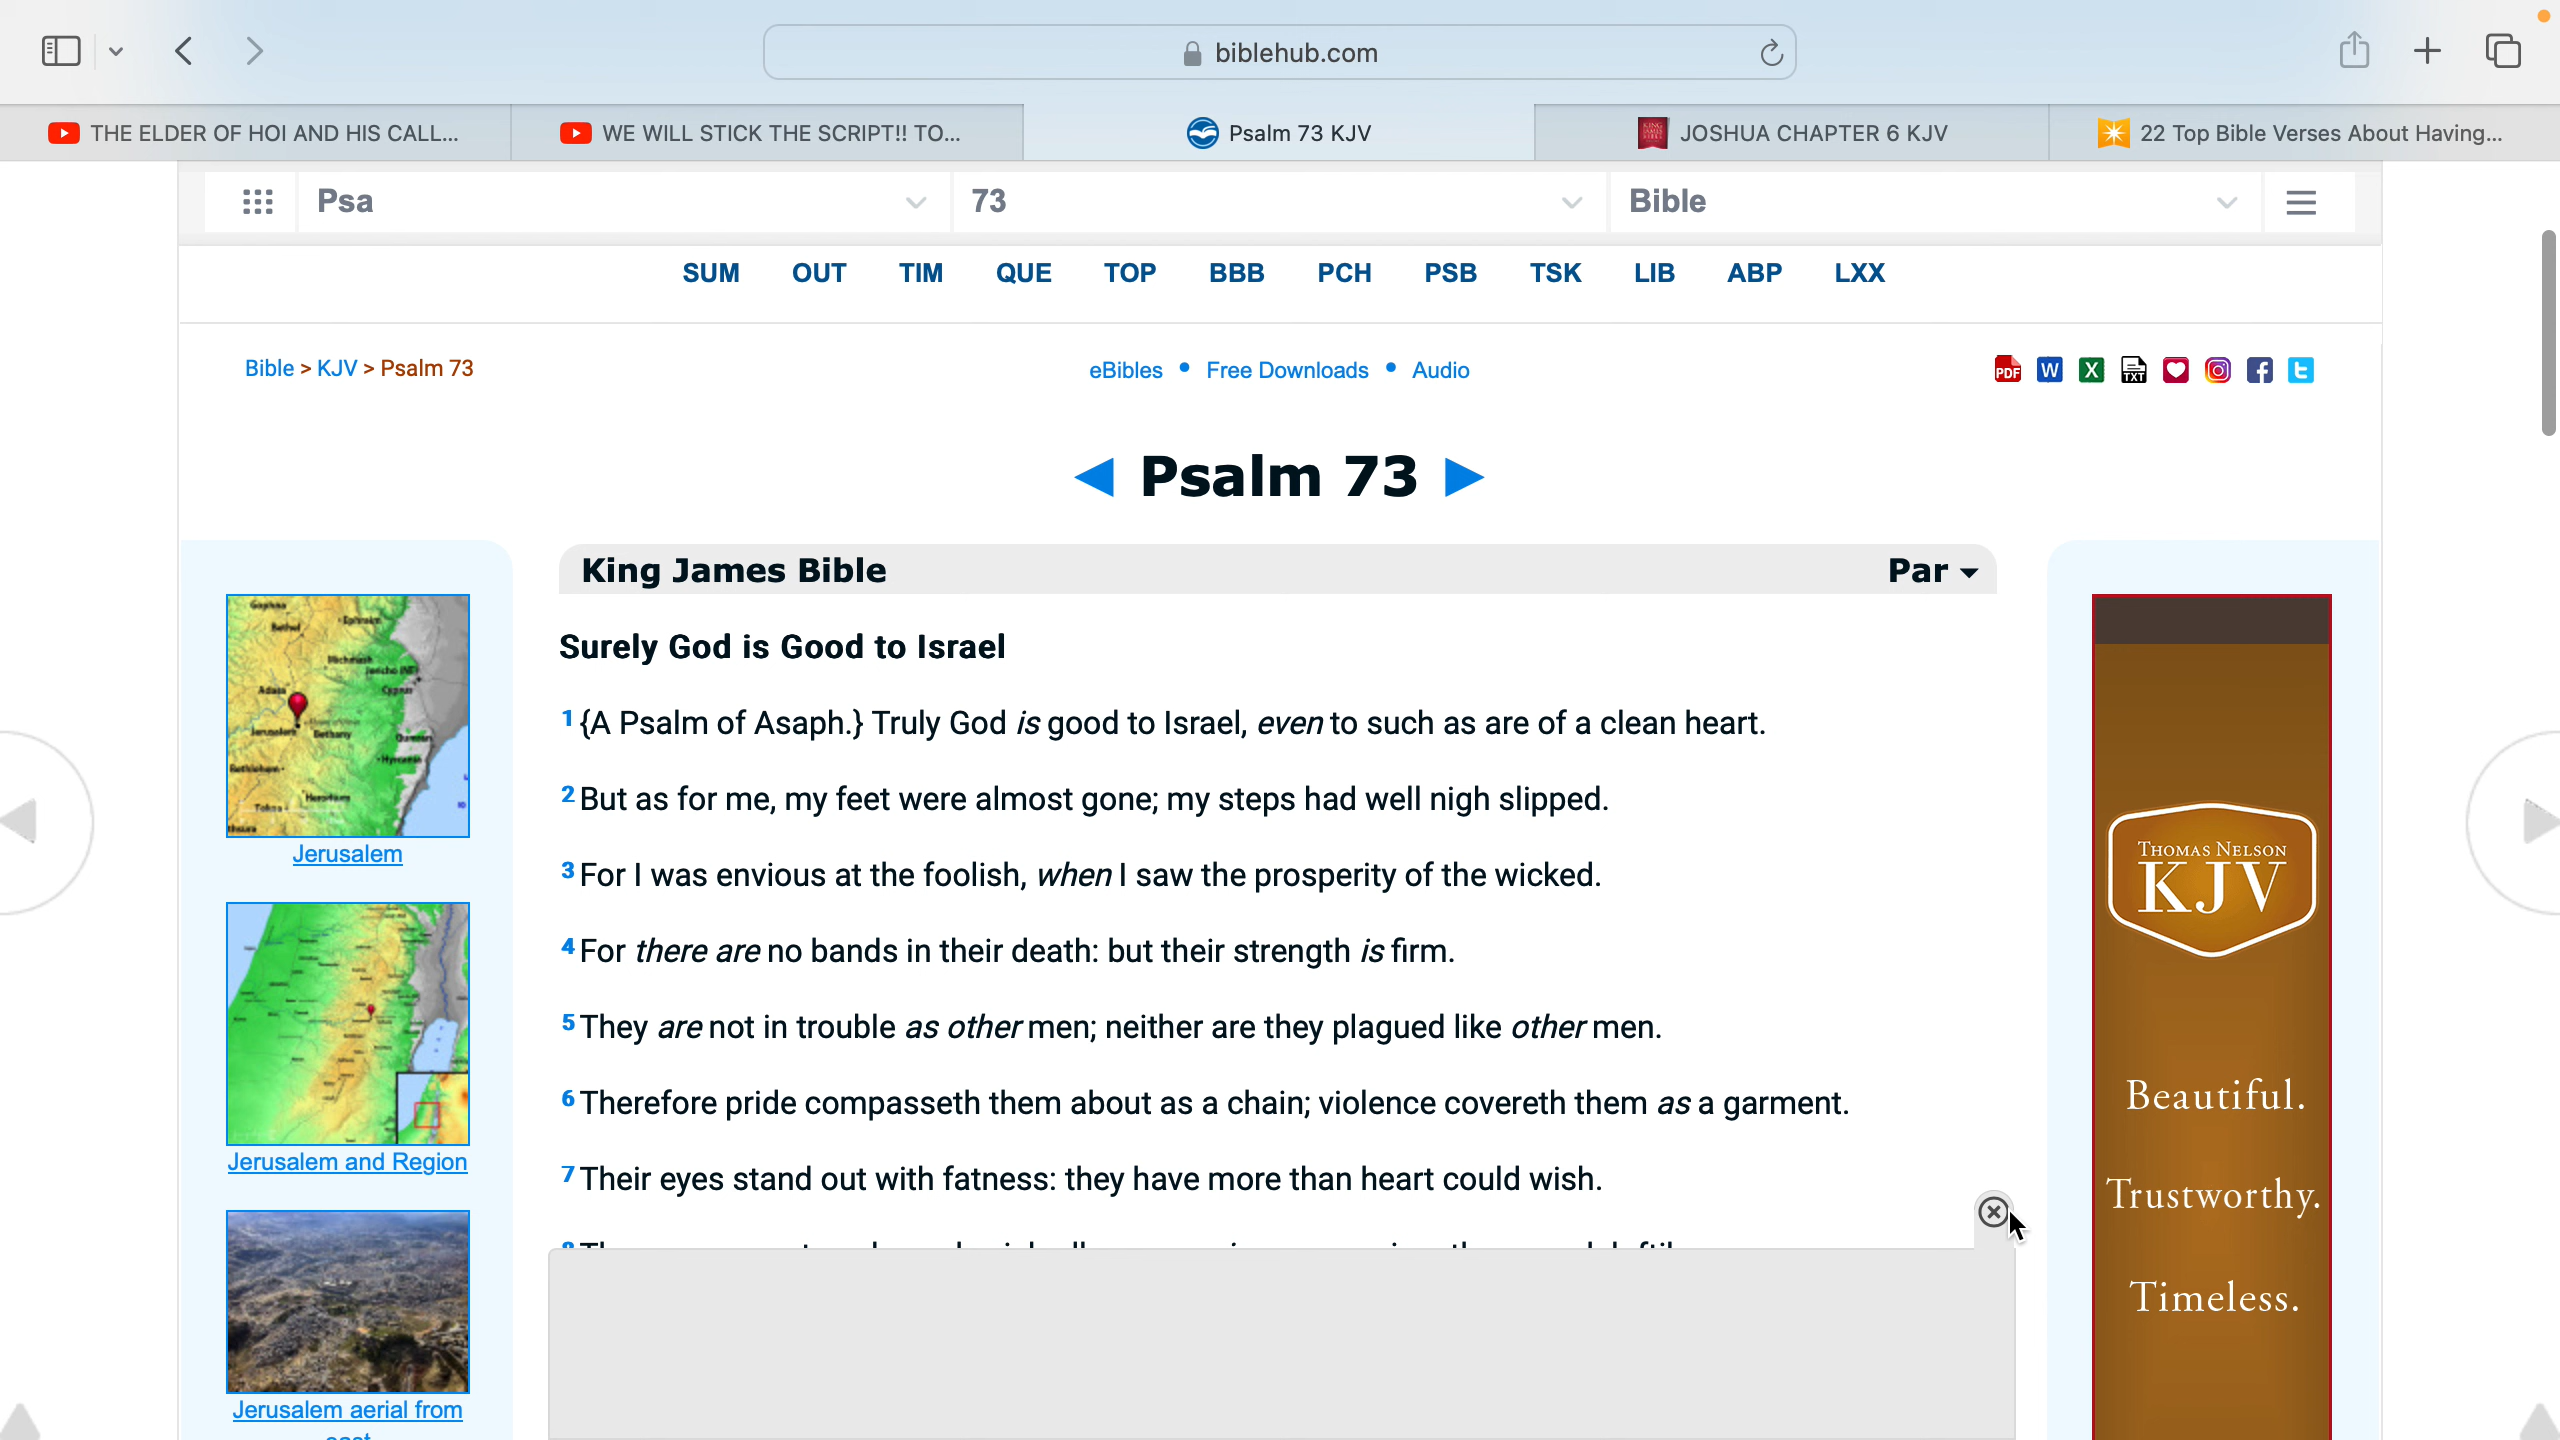 biblehub.com
THE ELDER OF HOI AND HIS CALL...
WE WILL STICK THE SCRIPT!! TO...
Psalm 73 KJV
JOSHUA CHAPTER 6 KJV
22 Top Bible Verses About Having...
Psa
73
Bible
SUM OUT TIM QUE TOP BBB PCH PSB TSK LIB ABP LXX
Bible > KJV > Psalm 73
eBibles • Free Downloads • Audio
PDF W X TXT
◀ Psalm 73 ▶
King James Bible
Par
Surely God is Good to Israel
1 {A Psalm of Asaph.} Truly God is good to Israel, even to such as are of a clean heart.
2 But as for me, my feet were almost gone; my steps had well nigh slipped.
3 For I was envious at the foolish, when I saw the prosperity of the wicked.
4 For there are no bands in their death: but their strength is firm.
5 They are not in trouble as other men; neither are they plagued like other men.
6 Therefore pride compasseth them about as a chain; violence covereth them as a garment.
7 Their eyes stand out with fatness: they have more than heart could wish.
Jerusalem
Jerusalem and Region
Jerusalem aerial from
THOMAS NELSON
KJV
Beautiful.
Trustworthy.
Timeless.